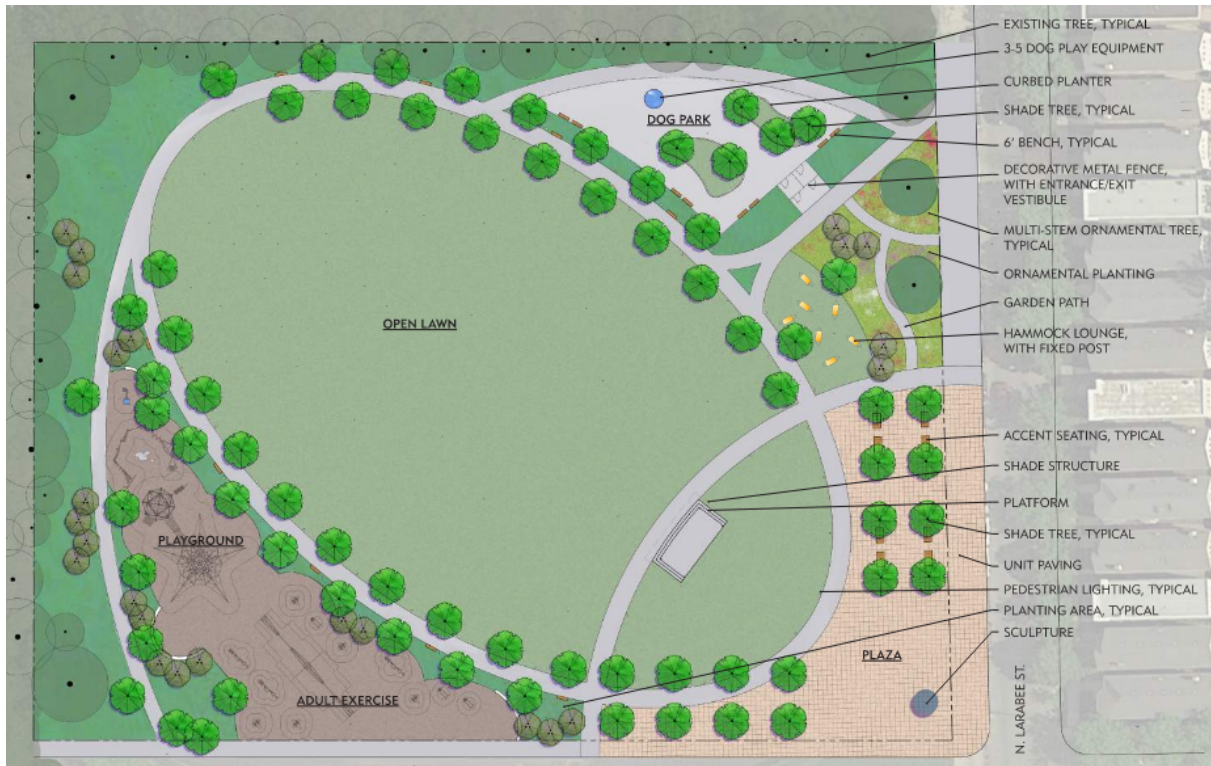 EXISTING TREE, TYPICAL
3-5 DOG PLAY EQUIPMENT
CURBED PLANTER
DOG PARK
SHADE TREE, TYPICAL
6' BENCH, TYPICAL
DECORATIVE METAL FENCE,
WITH ENTRANCE/EXIT
VESTIBULE
MULTI-STEM ORNAMENTAL TREE,
TYPICAL
ORNAMENTAL PLANTING
GARDEN PATH
OPEN LAWN
HAMMOCK LOUNGE,
WITH FIXED POST
ACCENT SEATING, TYPICAL
SHADE STRUCTURE
PLATFORM
SHADE TREE, TYPICAL
PLAYGROUND
UNIT PAVING
PEDESTRIAN LIGHTING, TYPICAL
PLANTING AREA, TYPICAL
SCULPTURE
PLAZA
ADULT EXERCISE
N. LARABEE ST.